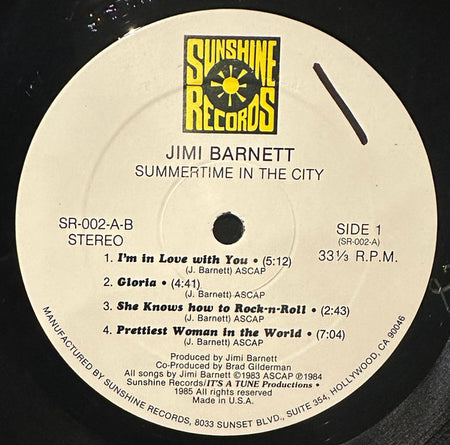 SUNSHINE
RECORDS
JIMI BARNETT
SUMMERTIME IN THE CITY
SR-002-A-B
STEREO
SIDE 1
(SR-002-A)
33⅓ R.P.M.
1. I'm in Love with You • (5:12)
(J. Barnett) ASCAP
2. Gloria • (4:41)
(J. Barnett) ASCAP
3. She Knows how to Rock-n-Roll • (2:43)
(J. Barnett) ASCAP
4. Prettiest Woman in the World • (7:04)
(J. Barnett) ASCAP
Produced by Jimi Barnett
Co-Produced by Brad Gilderman
All songs by Jimi Barnett ©1983 ASCAP ℗1984
Sunshine Records/IT'S A TUNE Productions •
1985 All rights reserved
Made in U.S.A.
MANUFACTURED BY SUNSHINE RECORDS, 8033 SUNSET BLVD., SUITE 354, HOLLYWOOD, CA 90046